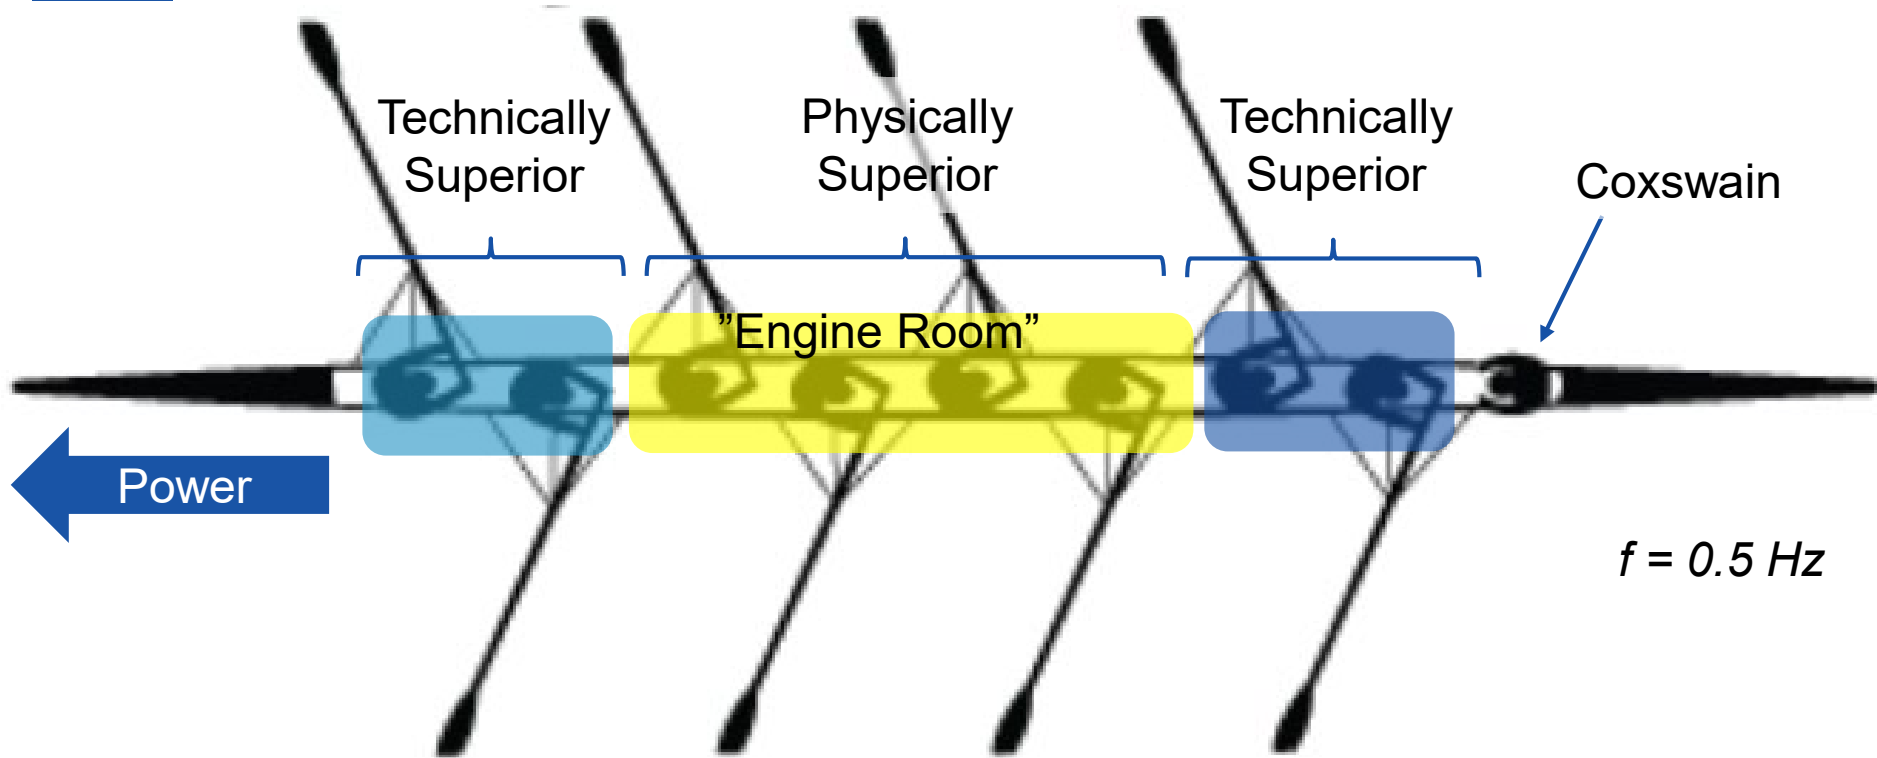 Technically
Superior
Physically
Superior
Technically
Superior
Coxswain
”Engine Room”
Power
f = 0.5 Hz